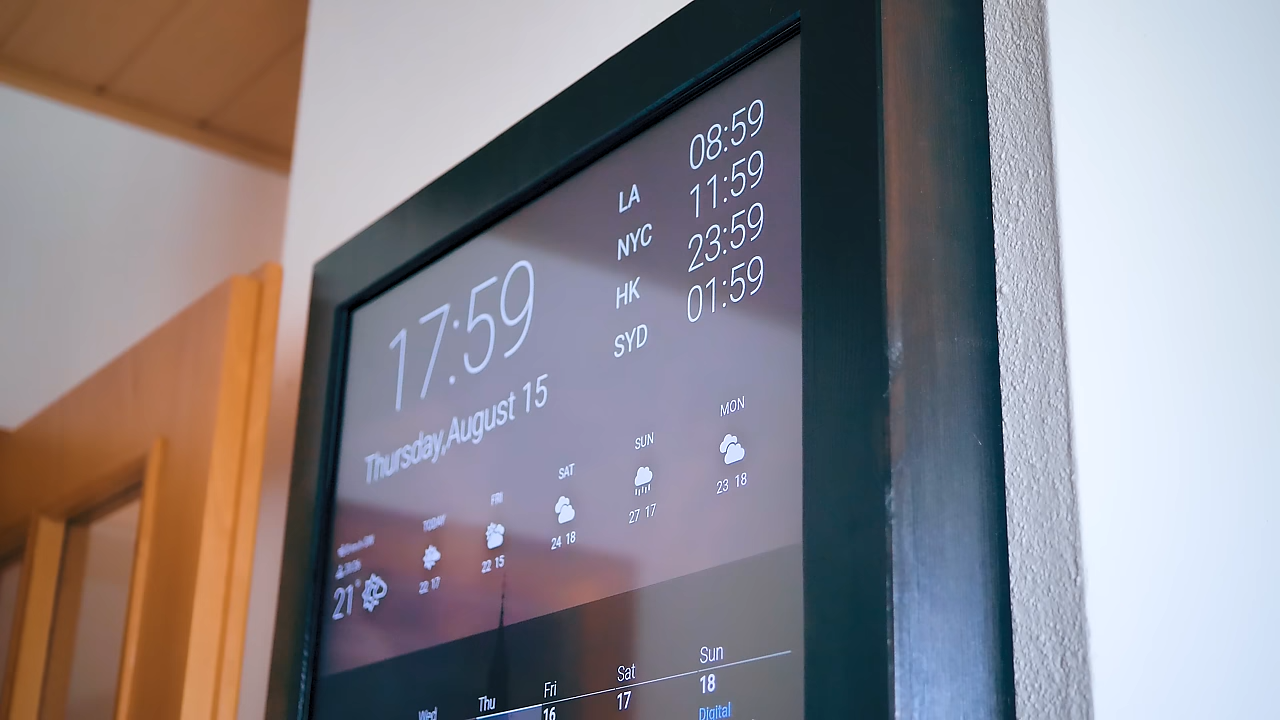 17:59
Thursday,August 15
LA 08:59
NYC 11:59
HK 23:59
SYD 01:59
21°
TODAY
22 17
FRI
22 15
SAT
24 18
SUN
27 17
MON
23 18
Wed Thu Fri Sat Sun
16 17 18
Digital